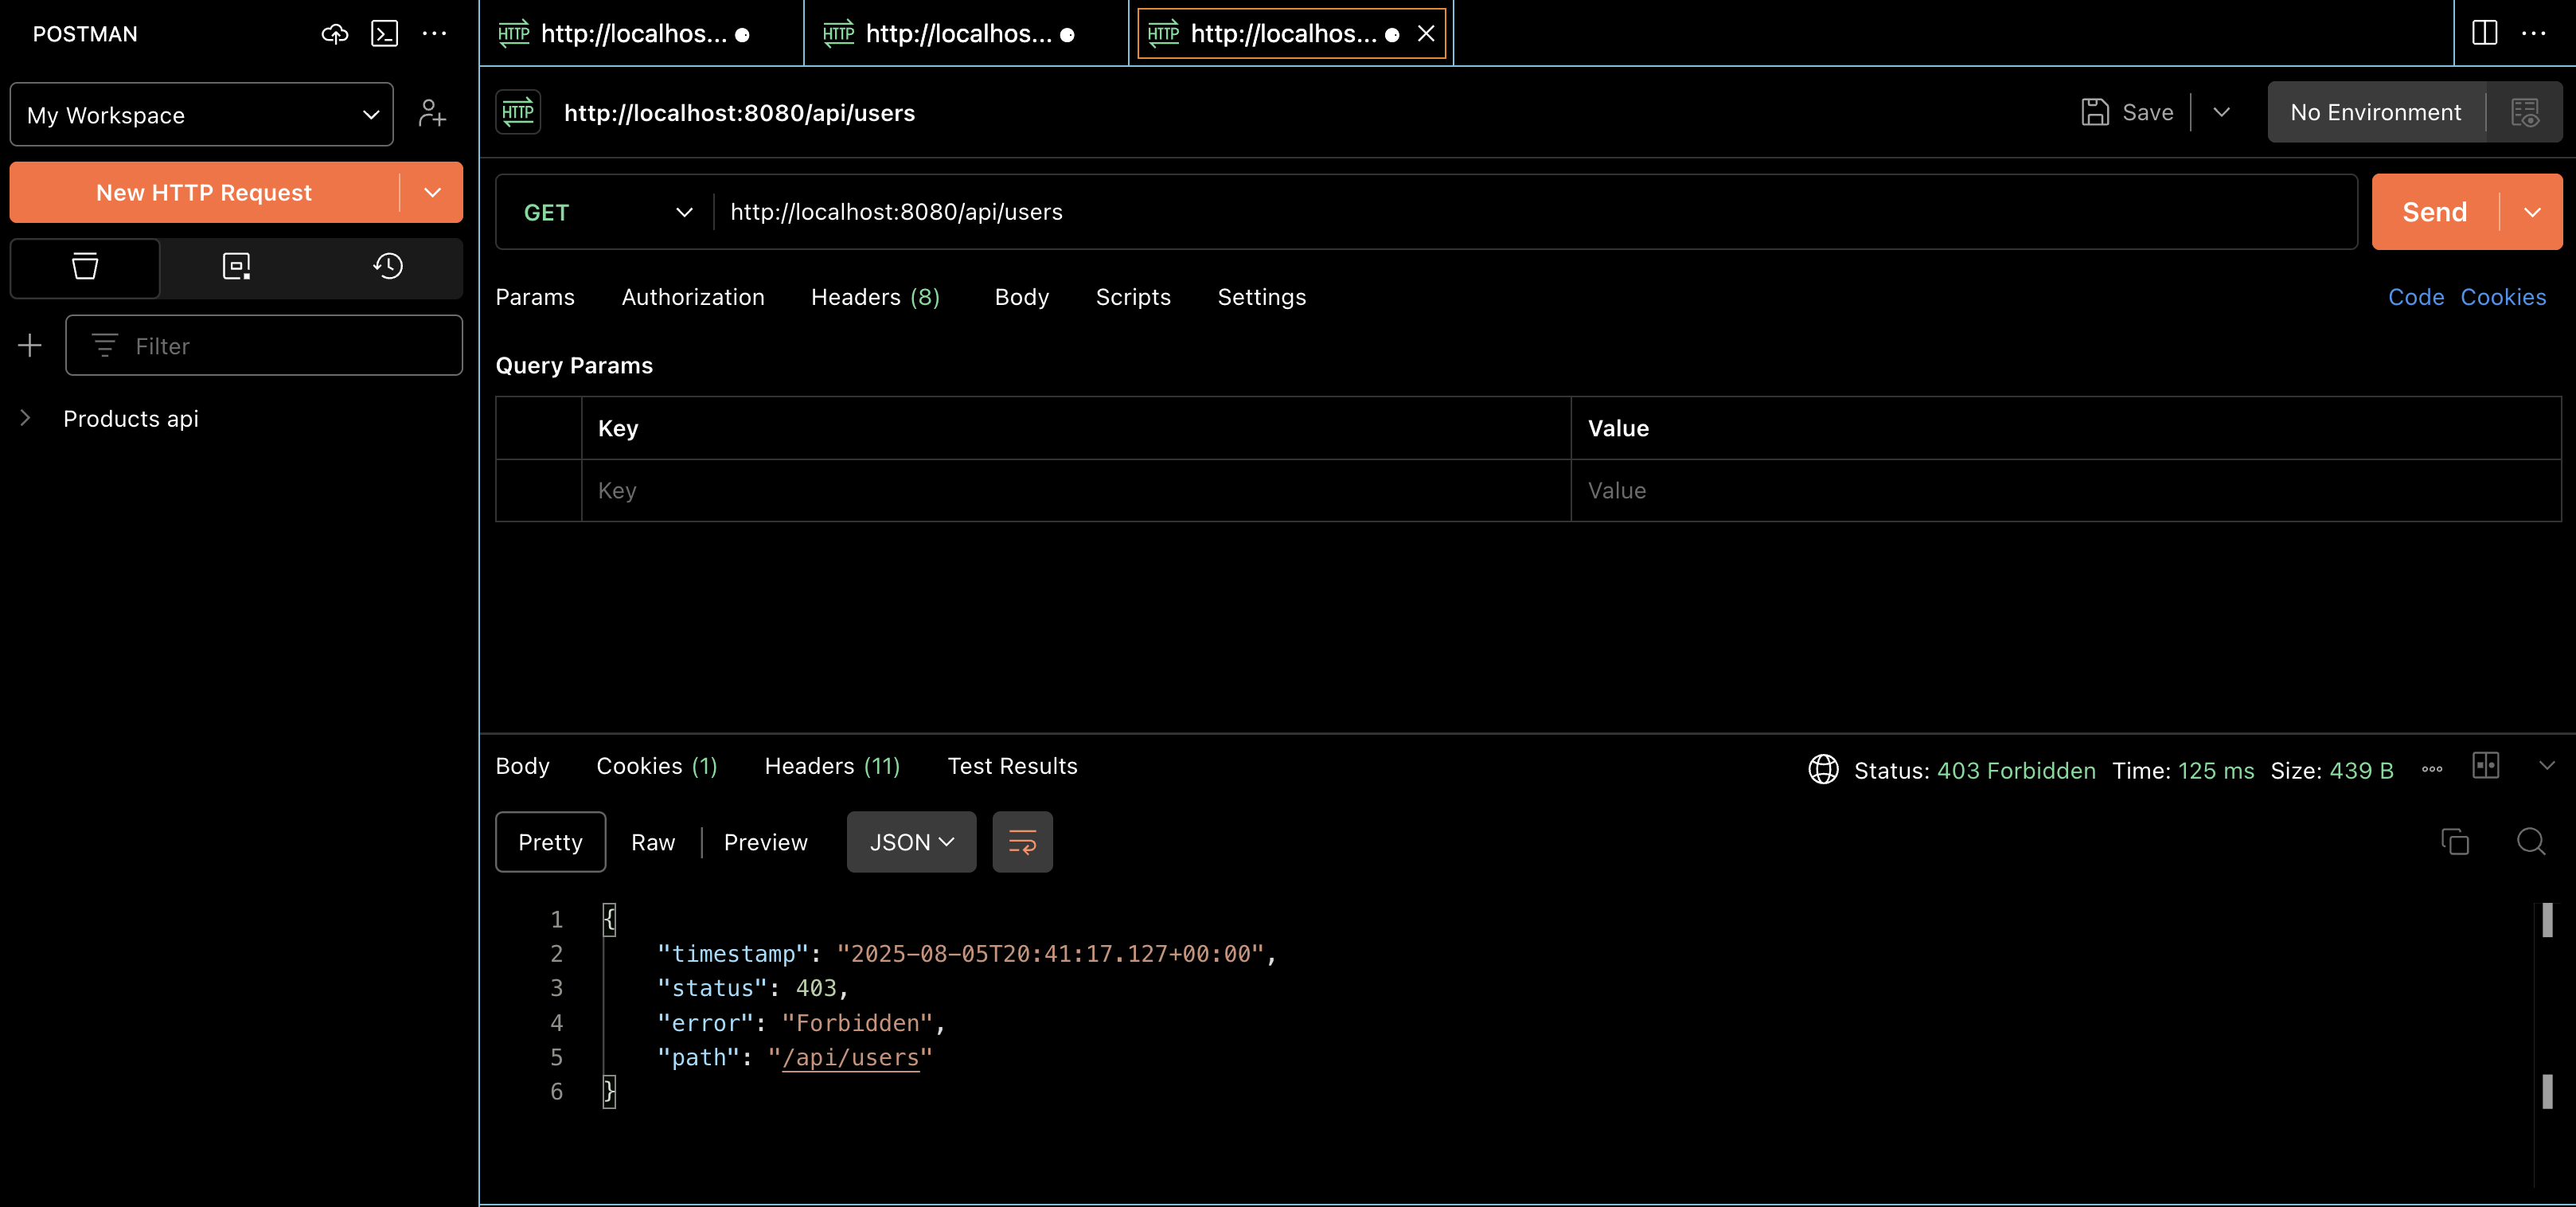 POSTMAN
My Workspace
New HTTP Request
Filter
Products api
HTTP http://localhos...
HTTP http://localhos...
HTTP http://localhos...
HTTP http://localhost:8080/api/users
Save
No Environment
GET http://localhost:8080/api/users
Send
Params Authorization Headers (8) Body Scripts Settings
Code Cookies
Query Params
Key Value
Key Value
Body Cookies (1) Headers (11) Test Results
Status: 403 Forbidden Time: 125 ms Size: 439 B
Pretty Raw Preview JSON
1 {
2 "timestamp": "2025-08-05T20:41:17.127+00:00",
3 "status": 403,
4 "error": "Forbidden",
5 "path": "/api/users"
6 }